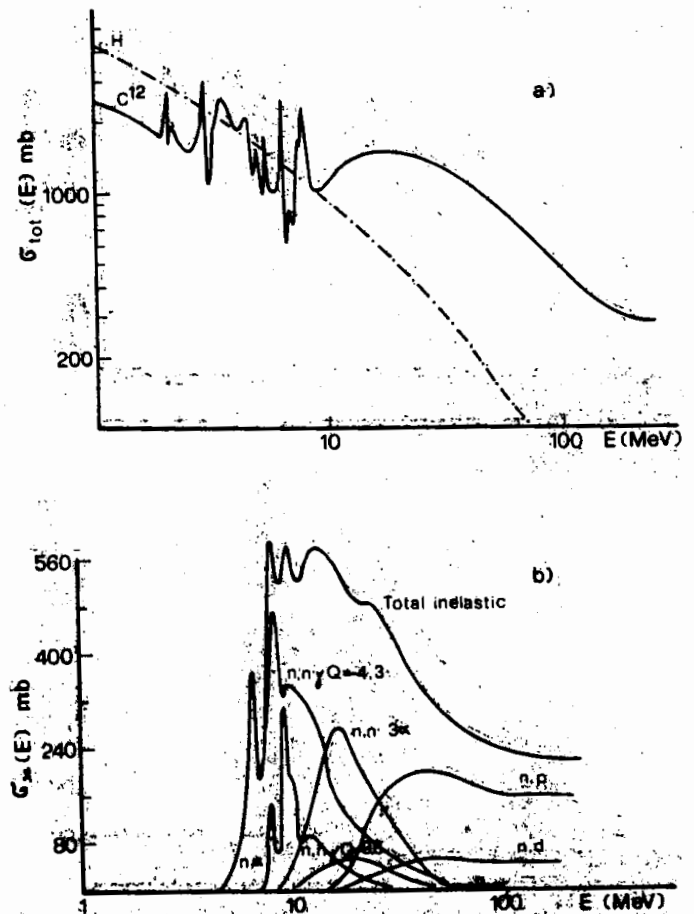 H
C12
a)
1000
200
σtot (E) mb
10
100
E (MeV)
b)
560
400
240
80
(E) mb
Total inelastic
n,n'γ Q=-4,3
n,n' 3α
n,p
n,d
n,α
1
10
100
E (MeV)